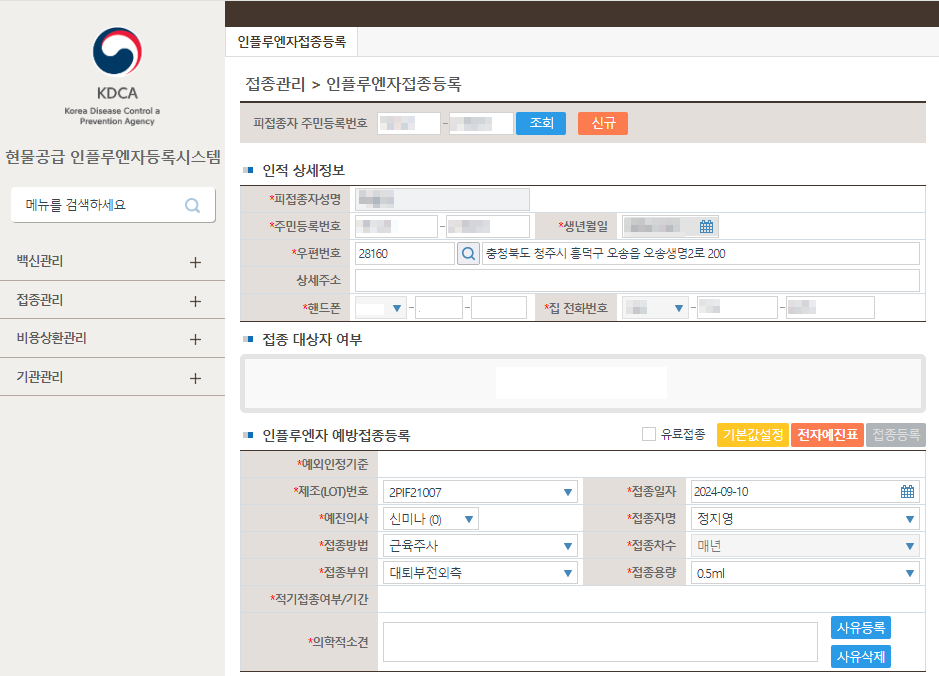 KDCA
Korea Disease Control a
Prevention Agency
현물공급 인플루엔자등록시스템
메뉴를 검색하세요
백신관리
접종관리
비용상환관리
기관관리
인플루엔자접종등록
접종관리 > 인플루엔자접종등록
피접종자 주민등록번호 - 조회 신규
인적 상세정보
*피접종자성명
*주민등록번호 - *생년월일
*우편번호 28160 충청북도 청주시 흥덕구 오송읍 오송생명2로 200
상세주소
*핸드폰 - - *집 전화번호 - -
접종 대상자 여부
인플루엔자 예방접종등록 유료접종 기본값설정 전자예진표 접종등록
*예외인정기준
*제조(LOT)번호 2PIF21007 *접종일자 2024-09-10
*예진의사 신미나 (0) *접종자명 정지영
*접종방법 근육주사 *접종차수 매년
*접종부위 대퇴부전외측 *접종용량 0.5ml
*적기접종여부/기간
*의학적소견 사유등록
사유삭제